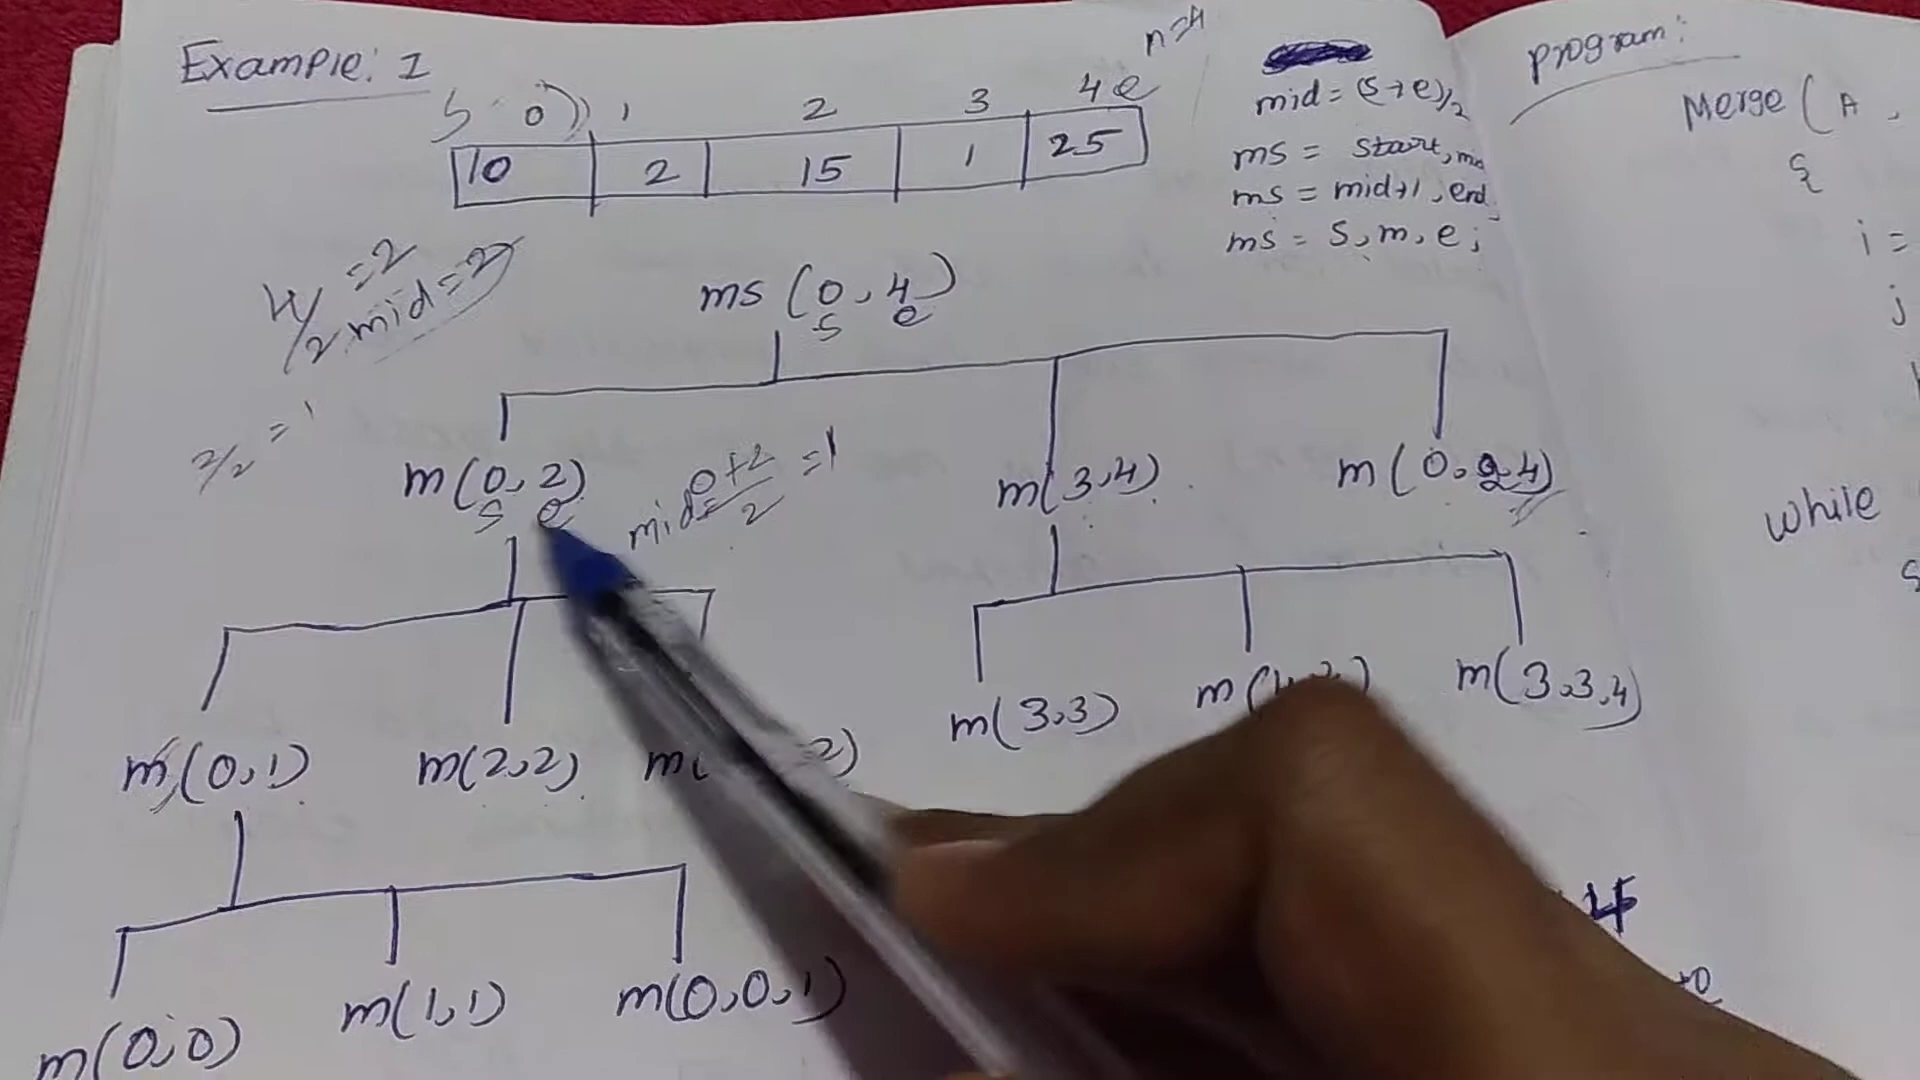 Example: 1
n=4
S 0 1 2 3 4 e
10 2 15 1 25
mid = (s+e)/2
ms = start, mid
ms = mid+1, end,
ms = s, m, e;
4/2 = 2
mid = 2
ms (0, 4)
s e
2/2 = 1
m(0, 2)
s e
mid = 0+2/2 = 1
m(3,4)
m(0, 2 4)
m(0,1)
m(2,2)
2)
m(3,3)
m(3,3,4)
m(0,0)
m(1,1)
m(0,0,1)
program:
Merge ( A ,
{
i =
j
while